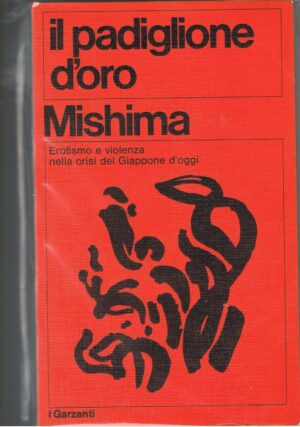 il padiglione
d'oro
Mishima
Erotismo e violenza
nella crisi del Giappone d'oggi
i Garzanti